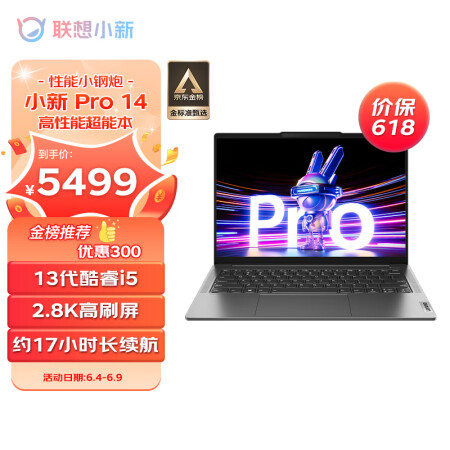 联想小新
- 性能小钢炮 -
小新 Pro 14
高性能超能本
到手价:
¥5499
金榜推荐
优惠300
13代酷睿i5
2.8K高刷屏
约17小时长续航
活动日期:6.4-6.9
京东金榜
金标准甄选
价保
618
Pro